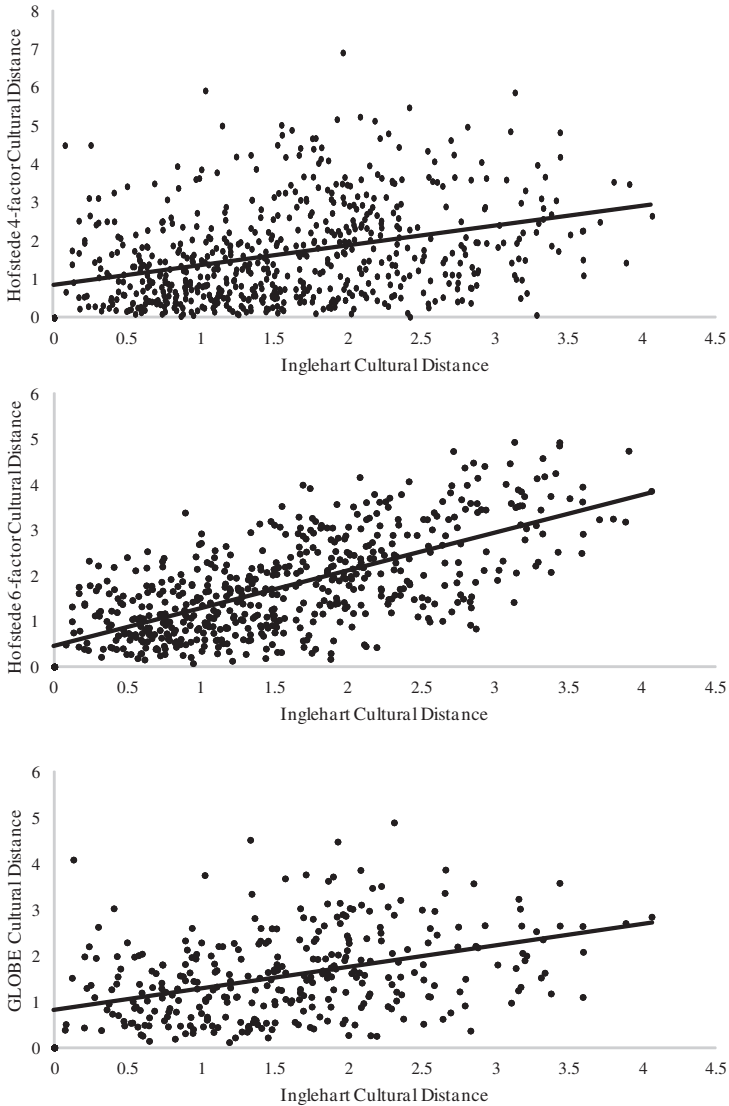 8
7
6
5
4
3
2
1
0
Hofstede 4-factor Cultural Distance
0 0.5 1 1.5 2 2.5 3 3.5 4 4.5
Inglehart Cultural Distance
6
5
4
3
2
1
0
Hofstede 6-factor Cultural Distance
0 0.5 1 1.5 2 2.5 3 3.5 4 4.5
Inglehart Cultural Distance
6
5
4
3
2
1
0
GLOBE Cultural Distance
0 0.5 1 1.5 2 2.5 3 3.5 4 4.5
Inglehart Cultural Distance